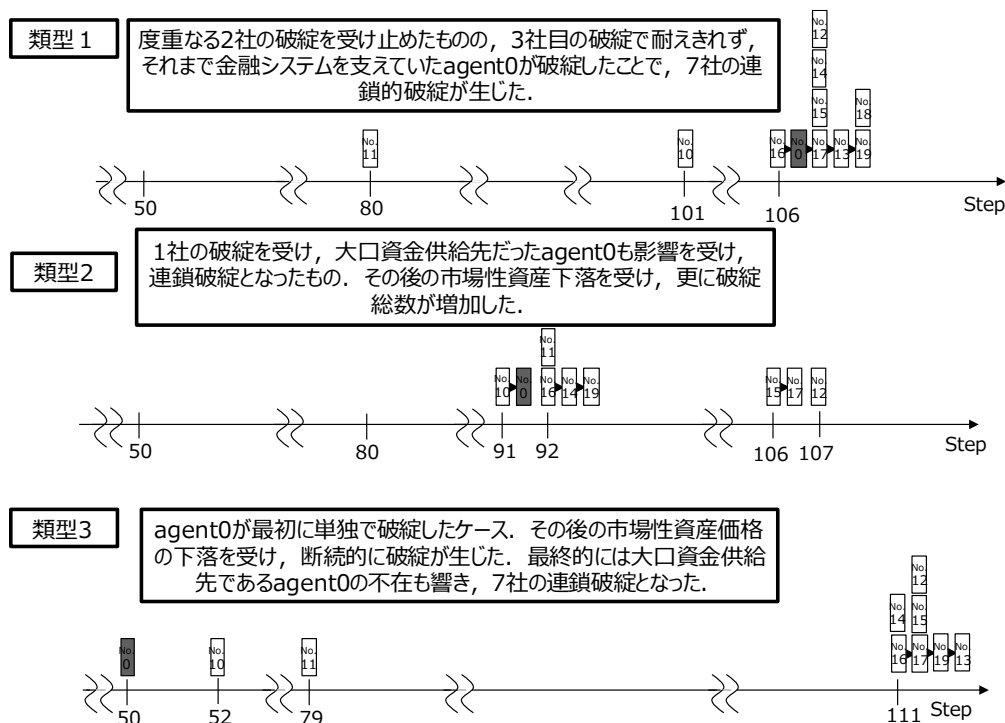 類型１
度重なる2社の破綻を受け止めたものの，3社目の破綻で耐えきれず，
それまで金融システムを支えていたagent0が破綻したことで，7社の連
鎖的破綻が生じた．
No.
12
No.
14
No.
11
No.
10
No.
15
No.
18
No.
16
No.
0
No.
17
No.
13
No.
19
50
80
101
106
Step
類型2
1社の破綻を受け，大口資金供給先だったagent0も影響を受け，
連鎖破綻となったもの．その後の市場性資産下落を受け，更に破綻
総数が増加した．
No.
11
No.
10
No.
0
No.
16
No.
14
No.
19
No.
15
No.
17
No.
12
50
80
91
92
106
107
Step
類型3
agent0が最初に単独で破綻したケース．その後の市場性資産価格
の下落を受け，断続的に破綻が生じた．最終的には大口資金供給
先であるagent0の不在も響き，7社の連鎖破綻となった．
No.
12
No.
14
No.
15
No.
0
No.
10
No.
11
No.
16
No.
17
No.
19
No.
13
50
52
79
111
Step